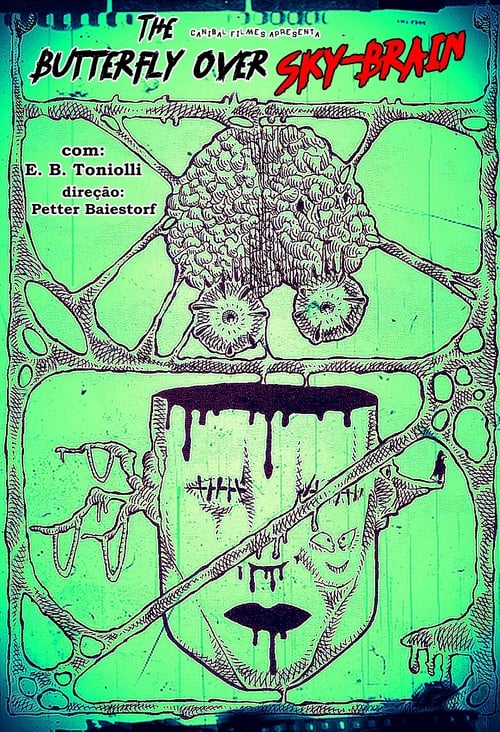 THE
CANIBAL FILMES APRESENTA
BUTTERFLY OVER SKY-BRAIN
com:
E. B. Toniolli
direção:
Petter Baiestorf